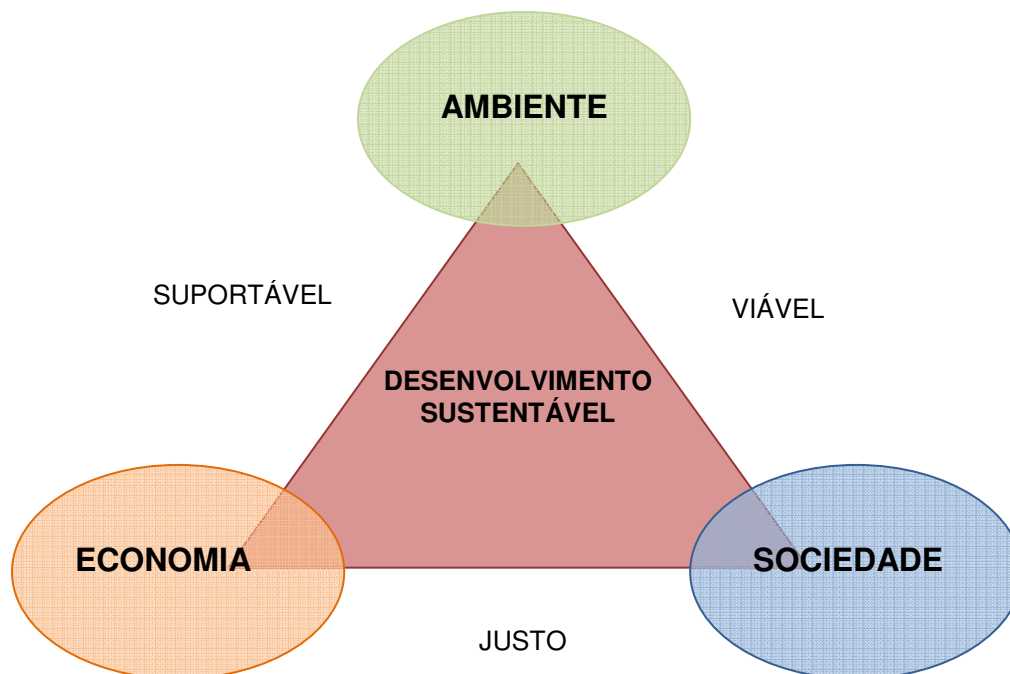 AMBIENTE
SUPORTÁVEL
VIÁVEL
DESENVOLVIMENTO
SUSTENTÁVEL
ECONOMIA
SOCIEDADE
JUSTO